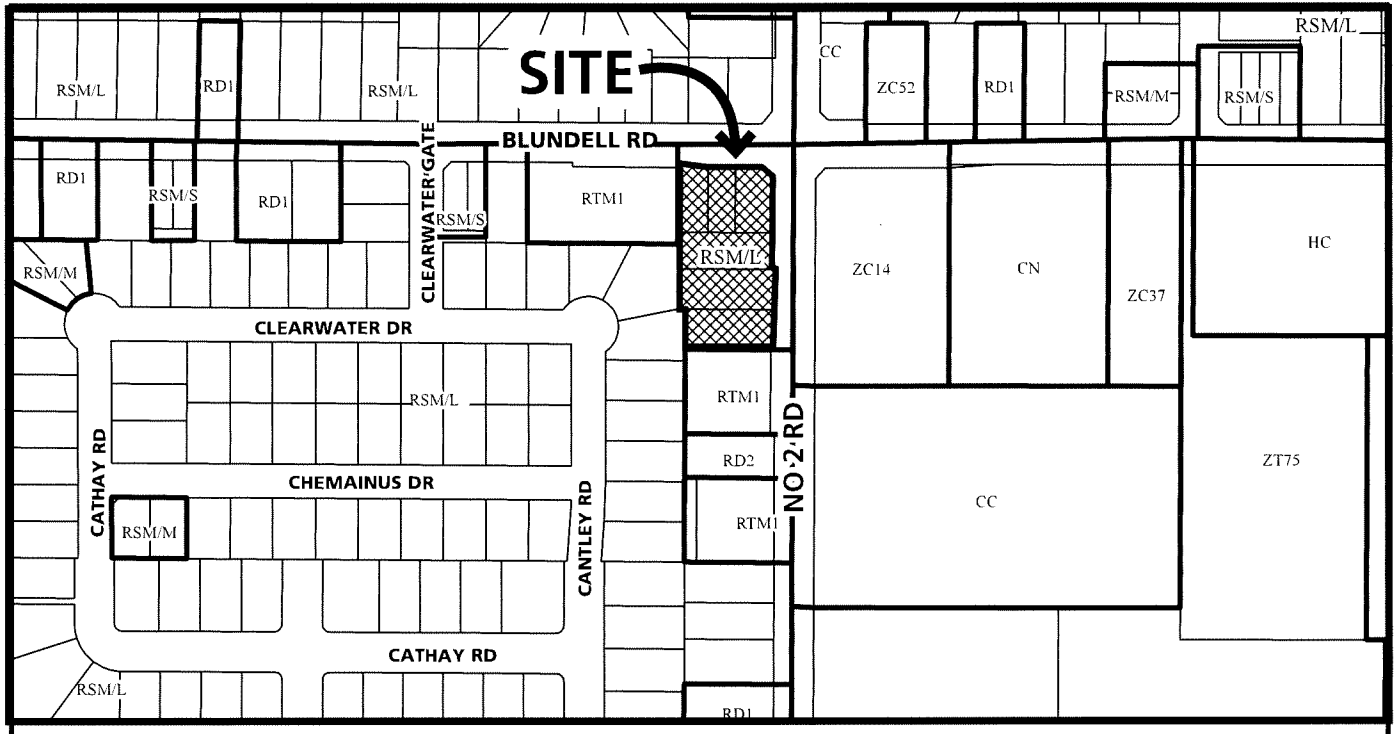 RSM/L
CC
SITE
RSM/L
RD1
RSM/L
ZC52
RD1
RSM/M
RSM/S
BLUNDELL RD
CLEARWATER GATE
RD1
RSM/S
RD1
RSM/S
RTM1
RSM/L
ZC14
CN
ZC37
HC
RSM/M
CLEARWATER DR
RSM/L
RTM1
NO 2 RD
CATHAY RD
RD2
ZT75
CHEMAINUS DR
CANTLEY RD
CC
RSM/M
RTM1
CATHAY RD
RSM/L
RD1